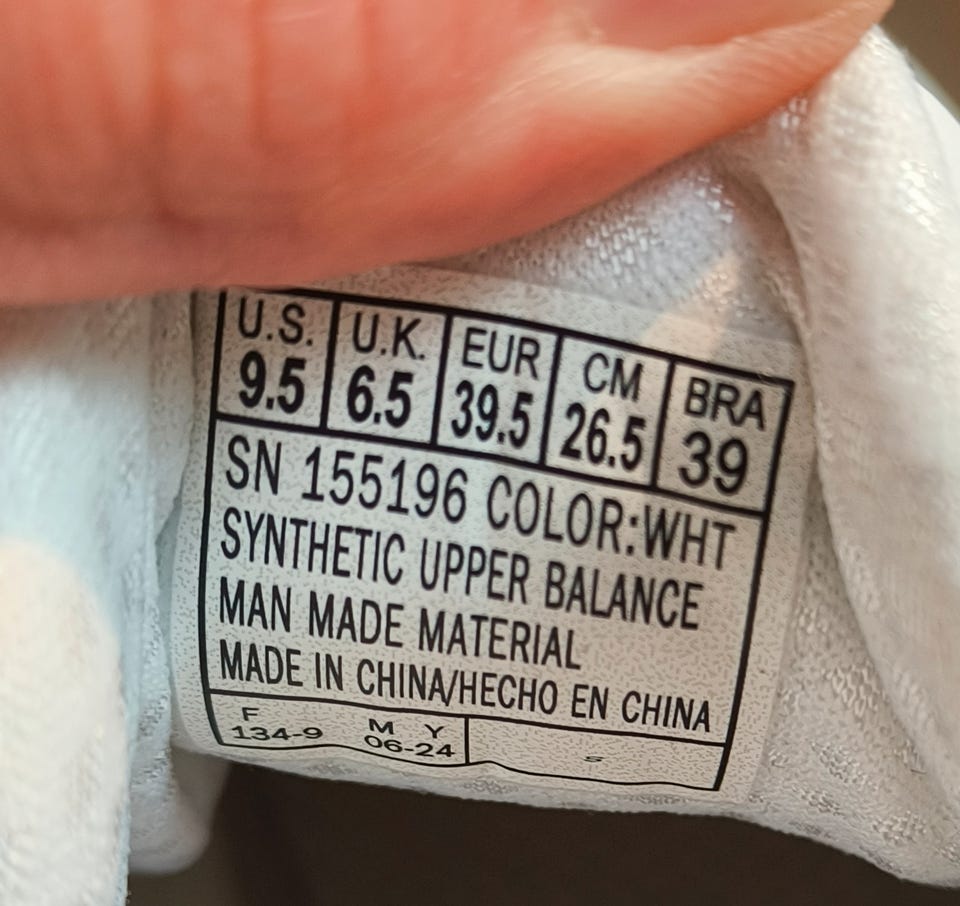 U.S. U.K. EUR CM BRA
9.5 6.5 39.5 26.5 39
SN 155196 COLOR:WHT
SYNTHETIC UPPER BALANCE
MAN MADE MATERIAL
MADE IN CHINA/HECHO EN CHINA
F M Y
134-9 06-24 s